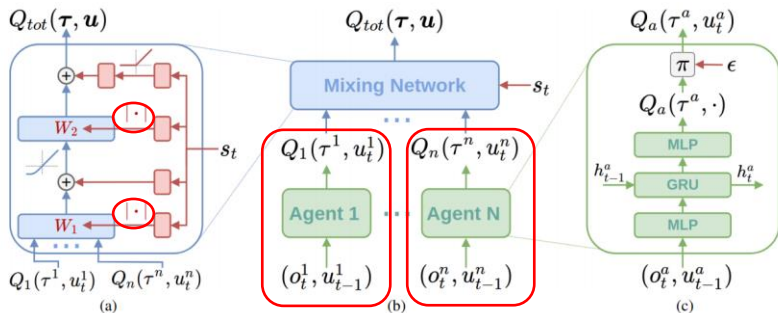 Q_{tot}(τ, u)
W_2
|·|
s_t
W_1
|·|
...
Q_1(τ^1, u_t^1)
Q_n(τ^n, u_t^n)
(a)
Q_{tot}(τ, u)
Mixing Network
s_t
...
Q_1(τ^1, u_t^1)
Q_n(τ^n, u_t^n)
Agent 1
...
Agent N
(o_t^1, u_{t-1}^1)
(o_t^n, u_{t-1}^n)
(b)
Q_a(τ^a, u_t^a)
π
ϵ
Q_a(τ^a, ·)
MLP
h_{t-1}^a
GRU
h_t^a
MLP
(o_t^a, u_{t-1}^a)
(c)